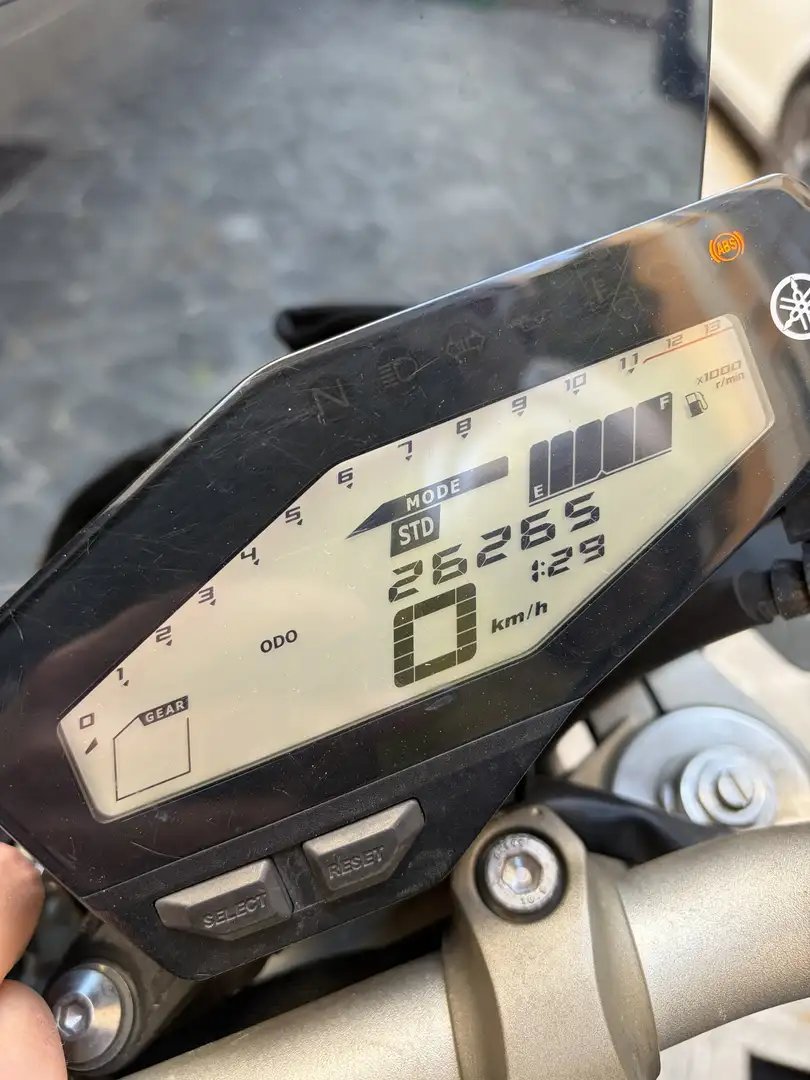 ABS
0 1 2 3 4 5 6 7 8 9 10 11 12 13
x1000
r/min
N
MODE
STD
E F
26265
1:29
0 km/h
ODO
GEAR
SELECT RESET